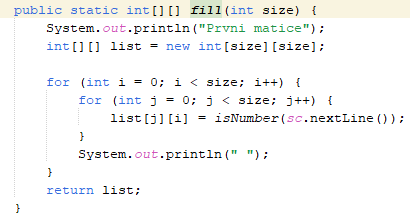 public static int[][] fill(int size) {
System.out.println("Prvni matice");
int[][] list = new int[size][size];
for (int i = 0; i < size; i++) {
for (int j = 0; j < size; j++) {
list[j][i] = isNumber(sc.nextLine());
}
System.out.println(" ");
}
return list;
}